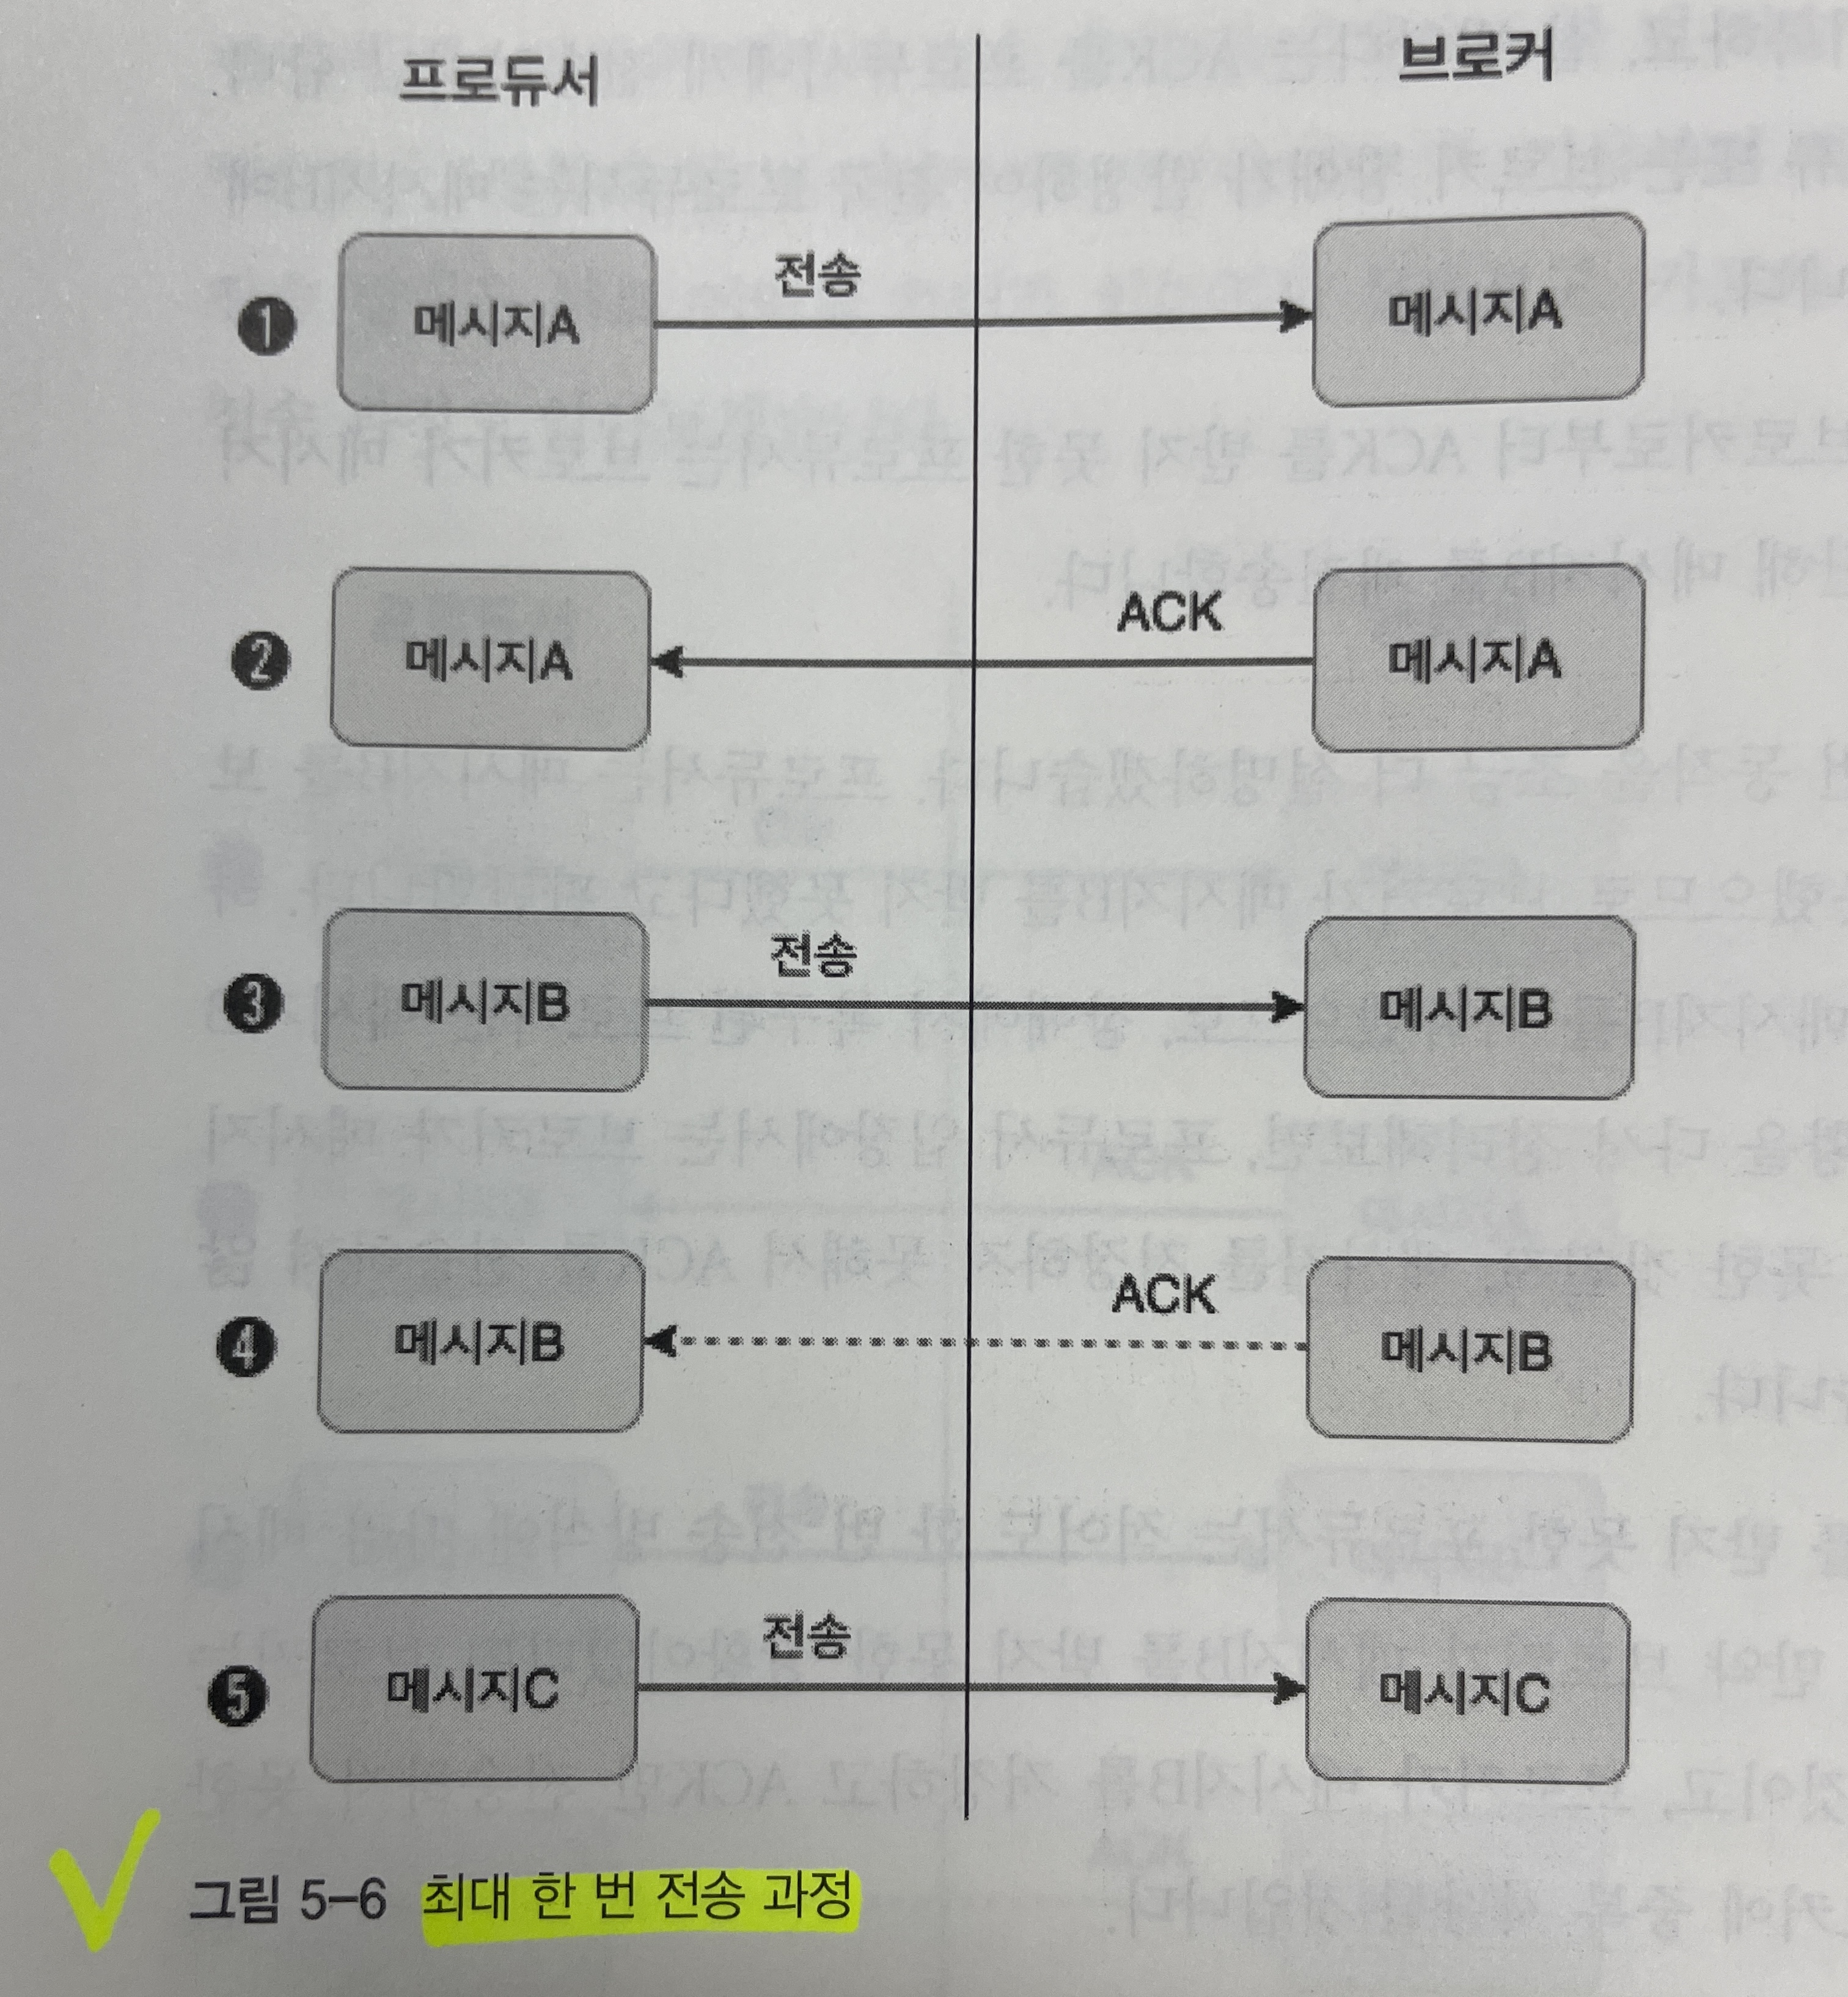 프로듀서 브로커
전송
❶ 메시지A 메시지A
ACK
❷ 메시지A 메시지A
전송
❸ 메시지B 메시지B
ACK
❹ 메시지B 메시지B
전송
❺ 메시지C 메시지C
그림 5-6 최대 한 번 전송 과정